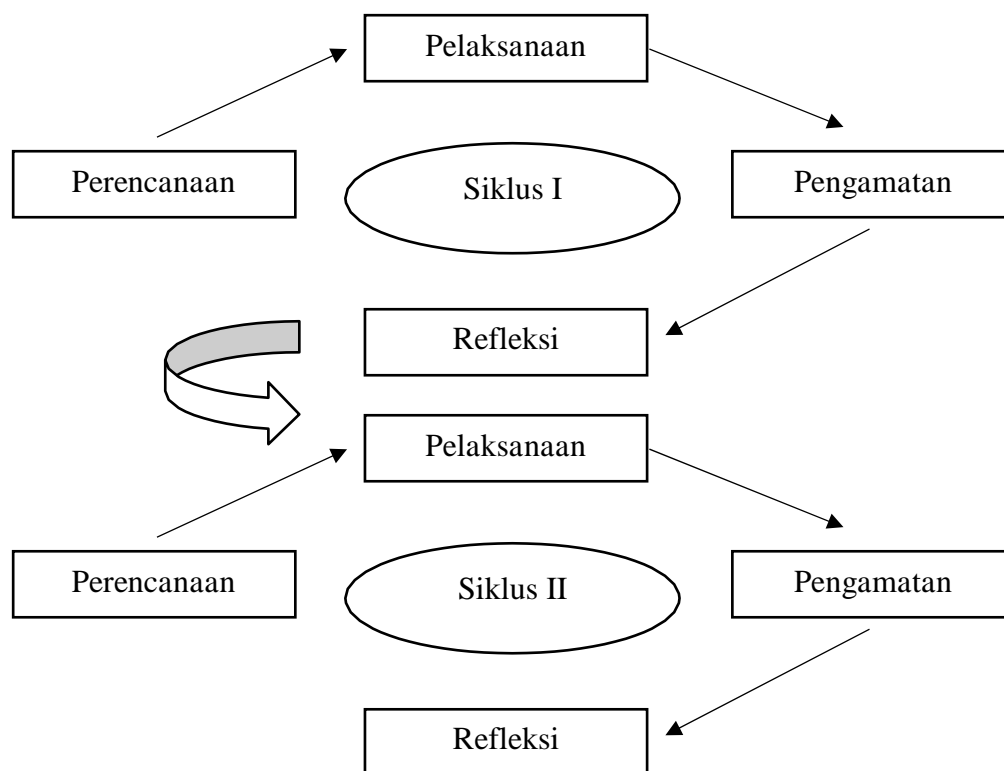 Pelaksanaan
Perencanaan
Siklus I
Pengamatan
Refleksi
Pelaksanaan
Perencanaan
Siklus II
Pengamatan
Refleksi